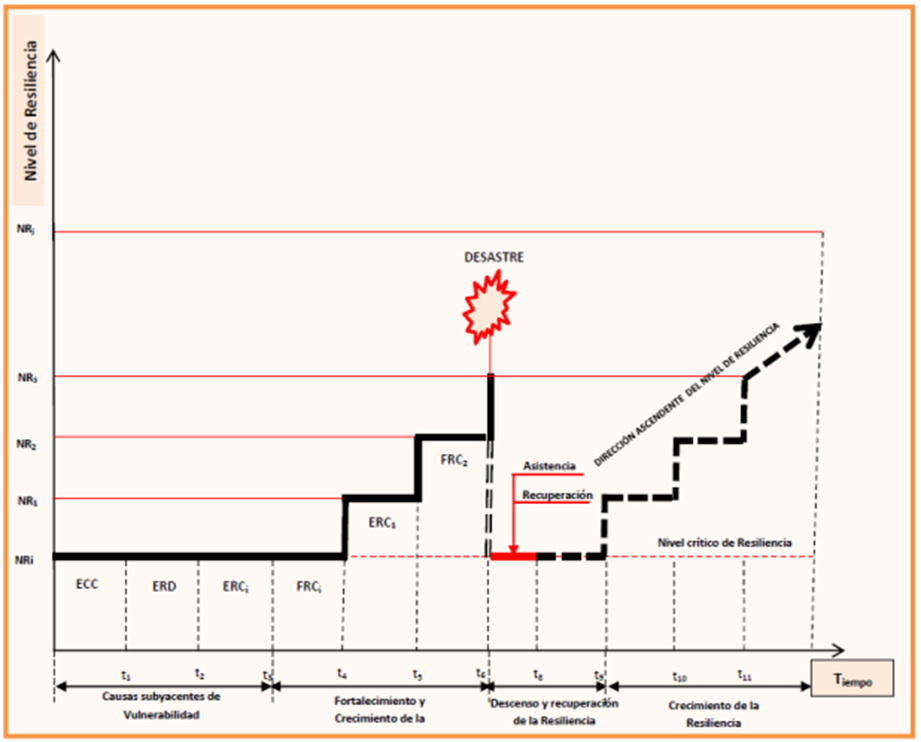 Nivel de Resiliencia
NRj
DESASTRE
NR₃
DIRECCIÓN ASCENDENTE DEL NIVEL DE RESILIENCIA
NR₂
FRC₂
Asistencia
Recuperación
NR₁
ERC₁
Nivel crítico de Resiliencia
NRi
ECC
ERD
ERCi
FRCi
t₁
t₂
t₃
t₄
t₅
t₆
t₈
t₉
t₁₀
t₁₁
Tiempo
Causas subyacentes de
Vulnerabilidad
Fortalecimiento y
Crecimiento de la
Descenso y recuperación
de la Resiliencia
Crecimiento de la
Resiliencia